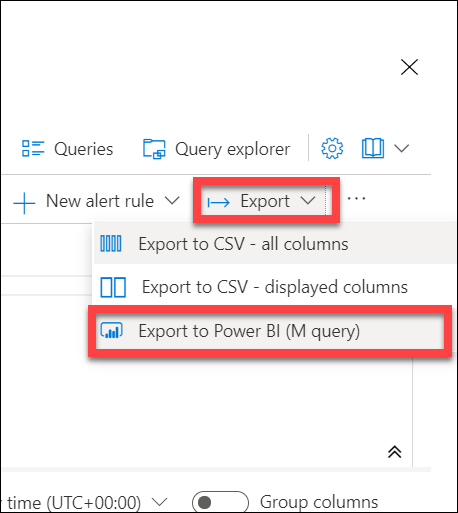 Queries Query explorer
New alert rule Export ...
Export to CSV - all columns
Export to CSV - displayed columns
Export to Power BI (M query)
time (UTC+00:00) Group columns